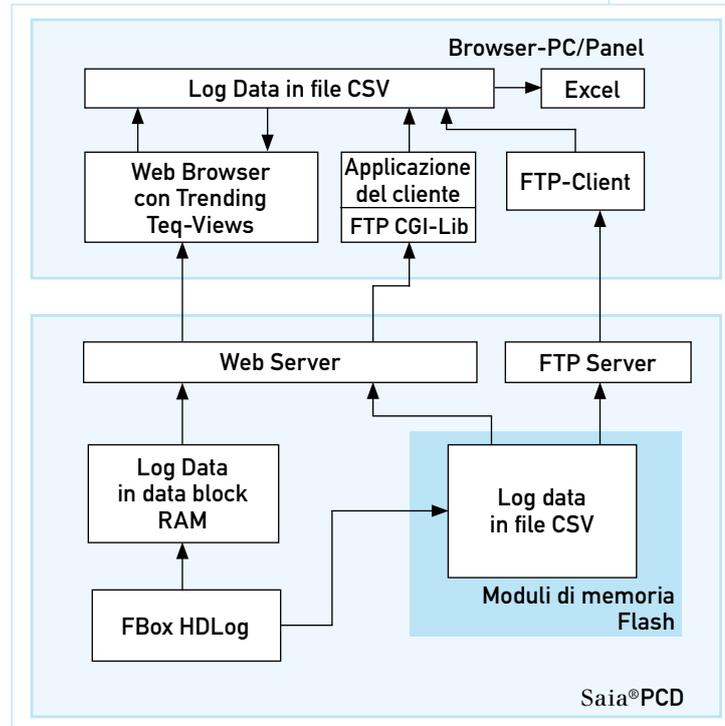 Browser-PC/Panel
Log Data in file CSV
Excel
Web Browser
con Trending
Teq-Views
Applicazione
del cliente
FTP CGI-Lib
FTP-Client
Web Server
FTP Server
Log Data
in data block
RAM
Log data
in file CSV
Moduli di memoria
Flash
FBox HDLog
Saia®PCD